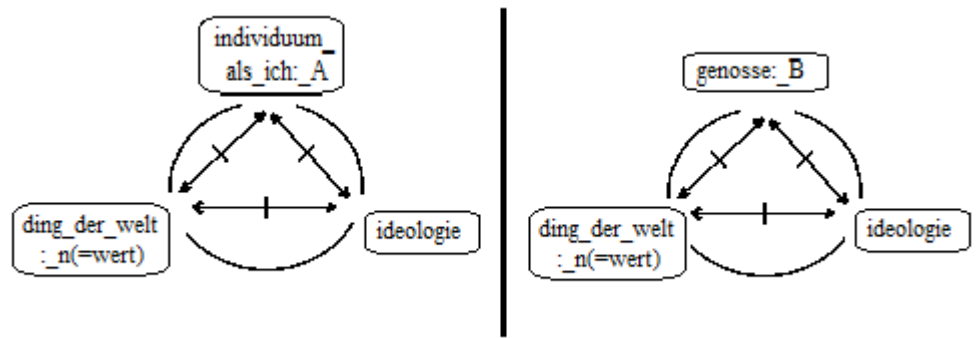 individuum_
als_ich:_A
ding_der_welt
:_n(=wert)
ideologie
genosse:_B
ding_der_welt
:_n(=wert)
ideologie